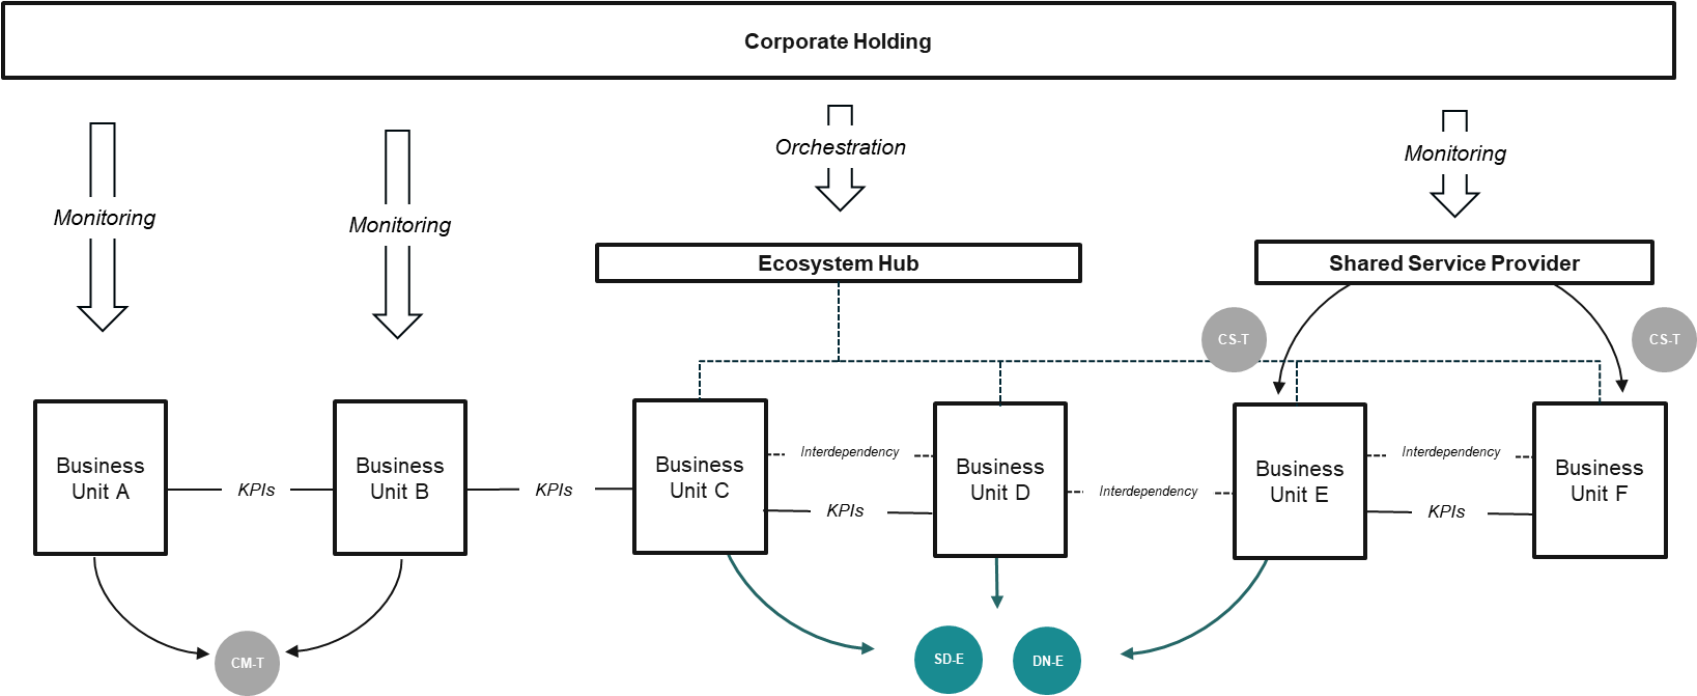 Corporate Holding
Orchestration
Monitoring
Monitoring
Monitoring
Ecosystem Hub
Shared Service Provider
CS-T
CS-T
Business
Unit A
KPIs
Business
Unit B
KPIs
Business
Unit C
Interdependency
KPIs
Business
Unit D
Interdependency
Business
Unit E
Interdependency
KPIs
Business
Unit F
CM-T
SD-E
DN-E